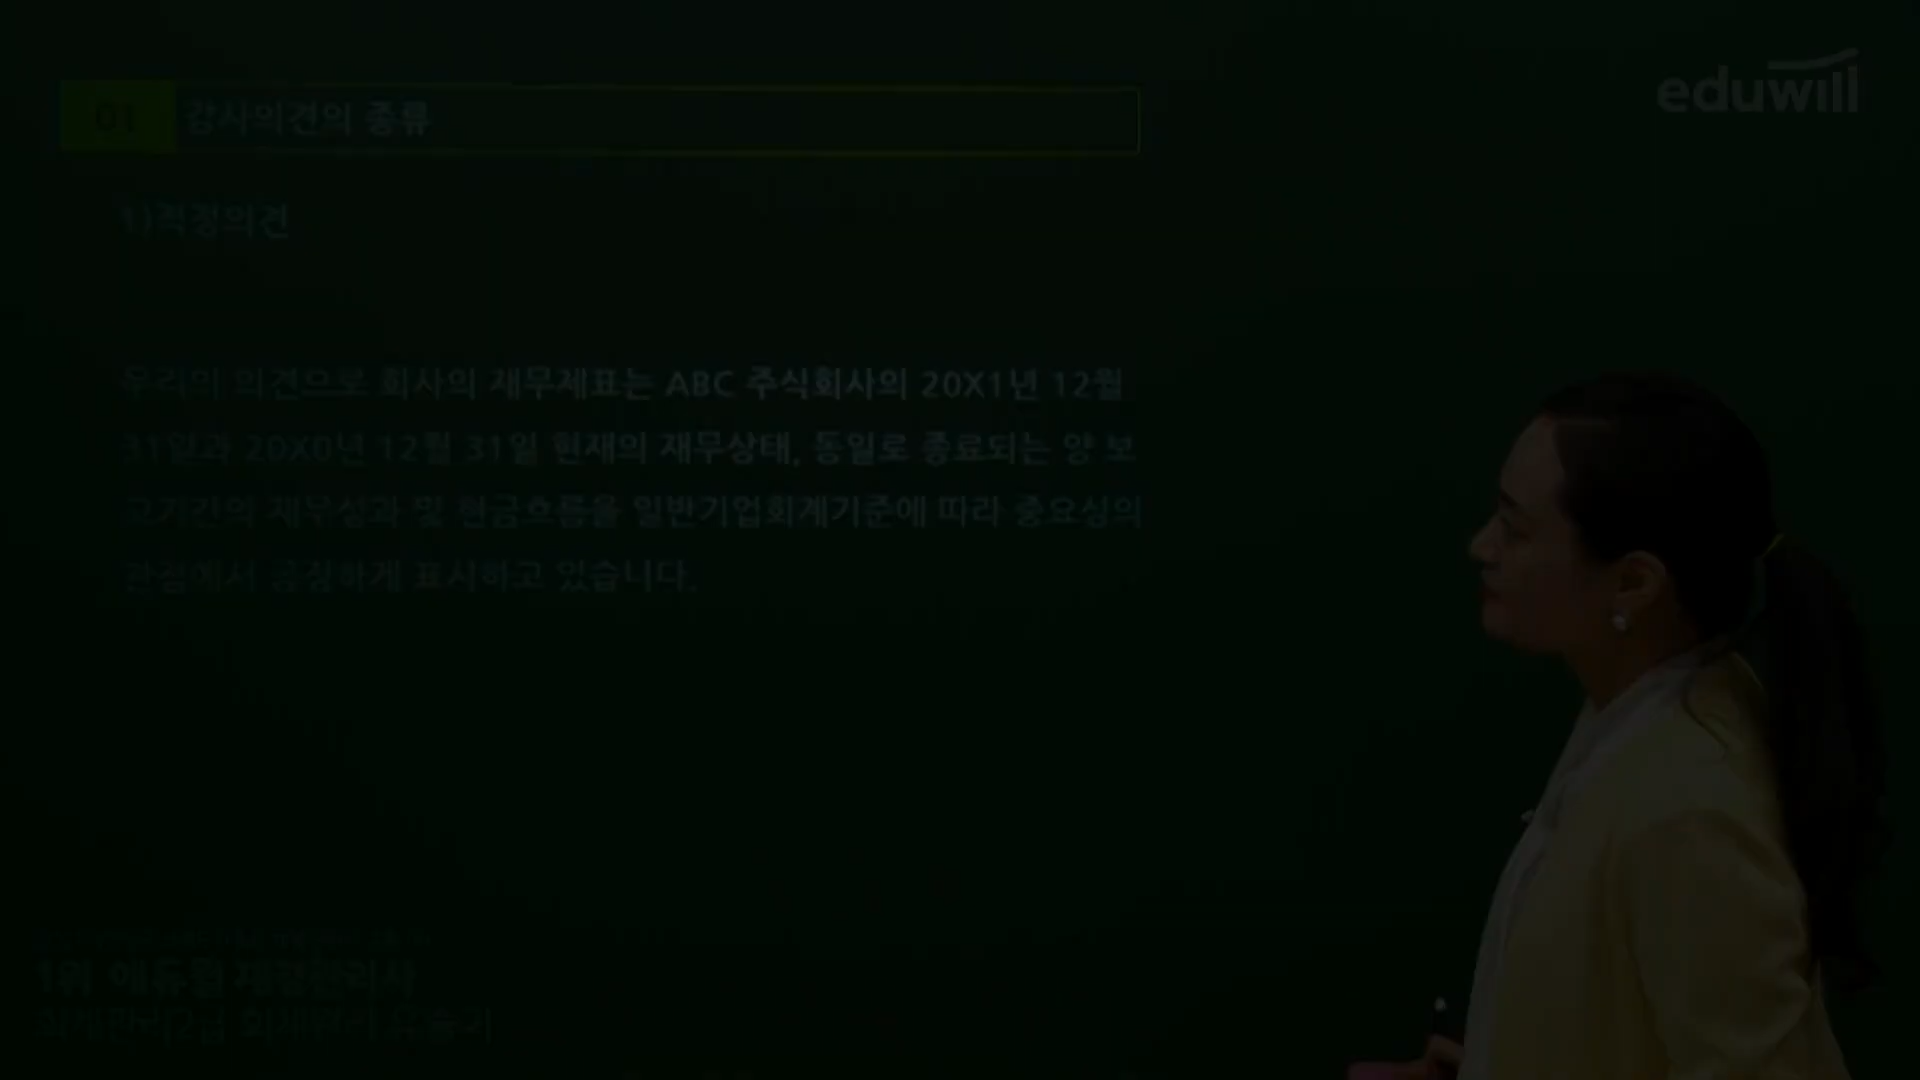 eduwill
01 감사의견의 종류
1)적정의견
우리의 의견으로 회사의 재무제표는 ABC 주식회사의 20X1년 12월
31일과 20X0년 12월 31일 현재의 재무상태, 동일로 종료되는 양 보
고기간의 재무성과 및 현금흐름을 일반기업회계기준에 따라 중요성의
관점에서 공정하게 표시하고 있습니다.
1위 에듀윌 재경관리사